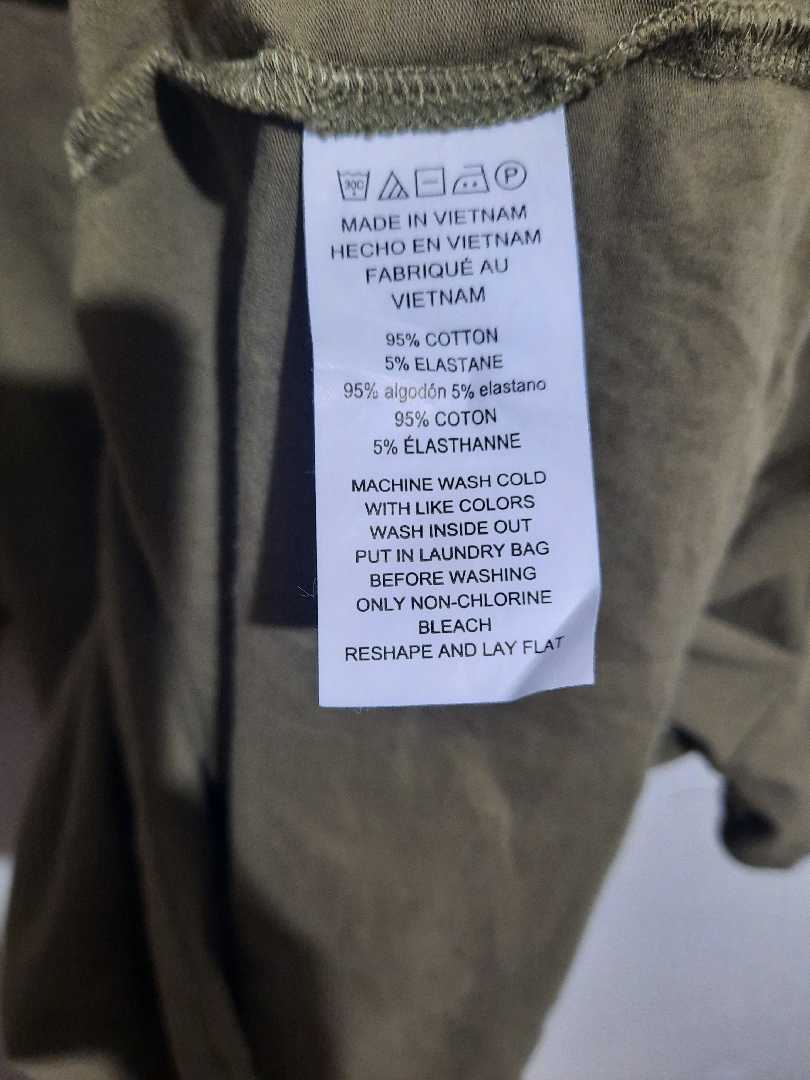 30C
P
MADE IN VIETNAM
HECHO EN VIETNAM
FABRIQUÉ AU
VIETNAM
95% COTTON
5% ELASTANE
95% algodón 5% elastano
95% COTON
5% ÉLASTHANNE
MACHINE WASH COLD
WITH LIKE COLORS
WASH INSIDE OUT
PUT IN LAUNDRY BAG
BEFORE WASHING
ONLY NON-CHLORINE
BLEACH
RESHAPE AND LAY FLAT